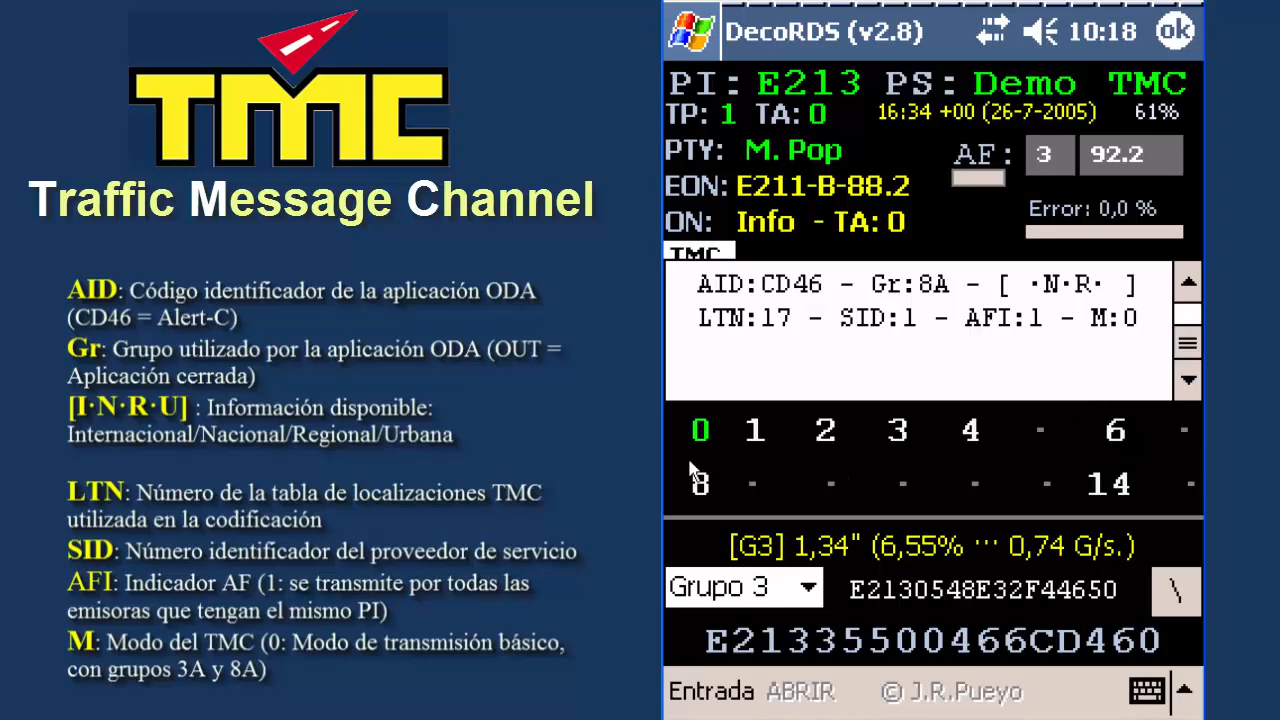 TMC
Traffic Message Channel
AID: Código identificador de la aplicación ODA
(CD46 = Alert-C)
Gr: Grupo utilizado por la aplicación ODA (OUT =
Aplicación cerrada)
[I·N·R·U] : Información disponible:
Internacional/Nacional/Regional/Urbana
LTN: Número de la tabla de localizaciones TMC
utilizada en la codificación
SID: Número identificador del proveedor de servicio
AFI: Indicador AF (1: se transmite por todas las
emisoras que tengan el mismo PI)
M: Modo del TMC (0: Modo de transmisión básico,
con grupos 3A y 8A)
DecoRDS (v2.8) 10:18 ok
PI: E213 PS: Demo TMC
TP: 1 TA: 0 16:34 +00 (26-7-2005) 61%
PTY: M. Pop AF: 3 92.2
EON: E211-B-88.2
ON: Info - TA: 0 Error: 0,0 %
TMC
AID:CD46 - Gr:8A - [ ·N·R· ]
LTN:17 - SID:1 - AFI:1 - M:0
0 1 2 3 4 - 6 -
8 - - - - - 14 -
[G3] 1,34" (6,55% ··· 0,74 G/s.)
Grupo 3 E2130548E32F44650 \
E21335500466CD460
Entrada ABRIR © J.R.Pueyo